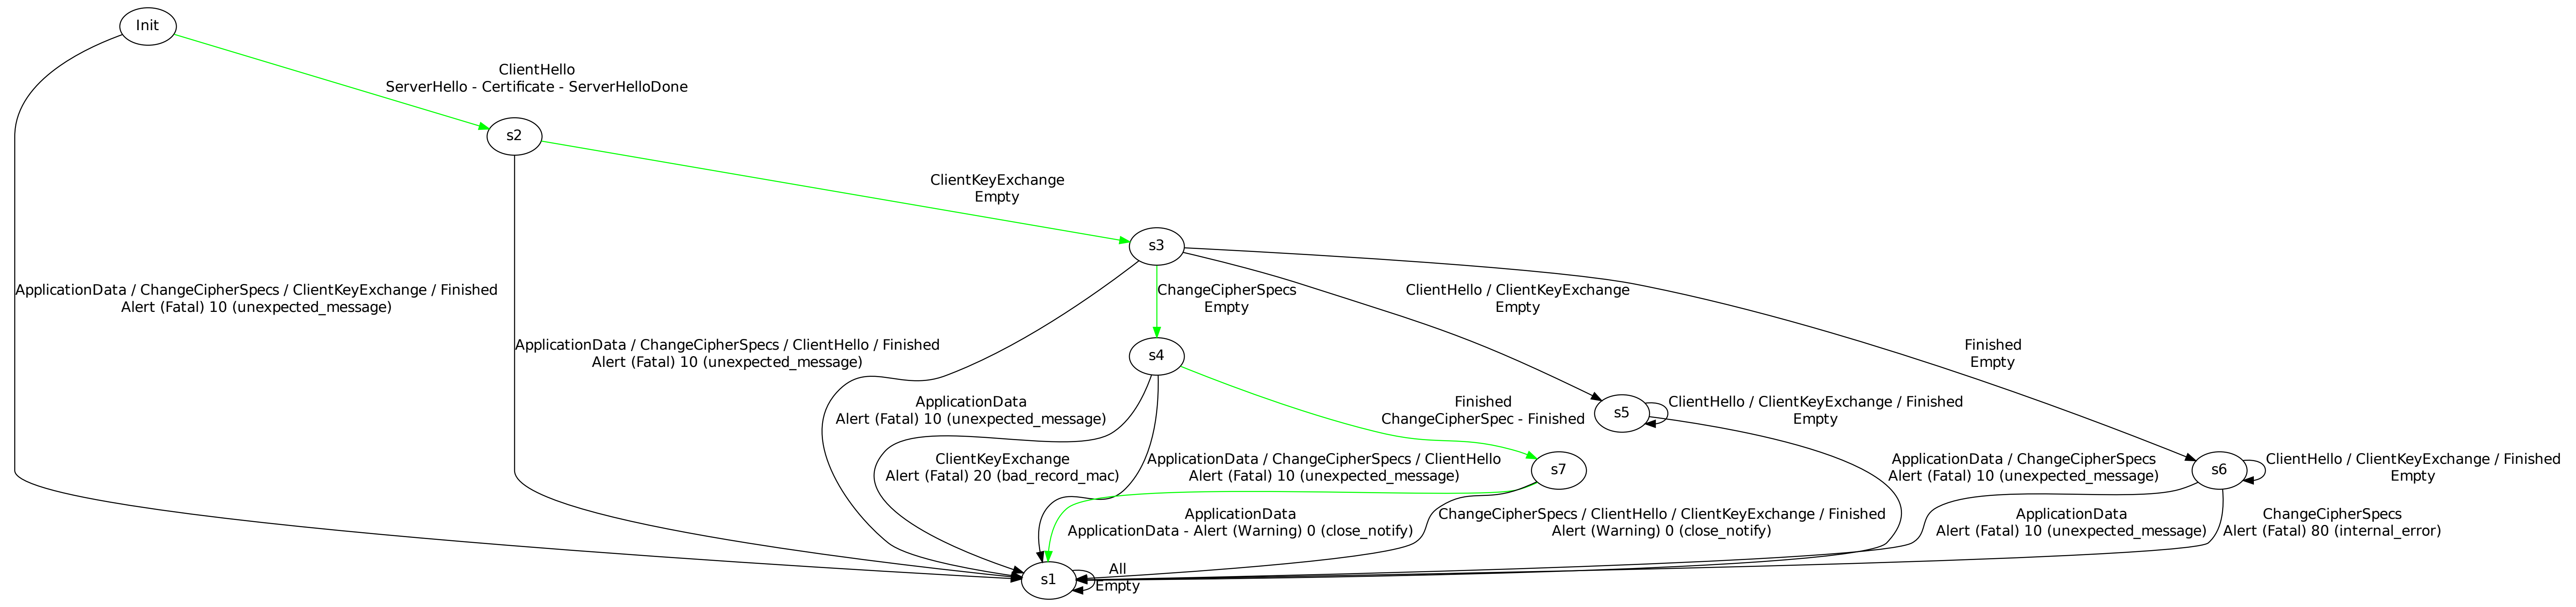 Init
ClientHello
ServerHello - Certificate - ServerHelloDone
s2
ClientKeyExchange
Empty
s3
ApplicationData / ChangeCipherSpecs / ClientKeyExchange / Finished
Alert (Fatal) 10 (unexpected_message)
ChangeCipherSpecs
Empty
ClientHello / ClientKeyExchange
Empty
ApplicationData / ChangeCipherSpecs / ClientHello / Finished
Alert (Fatal) 10 (unexpected_message)
s4
Finished
Empty
ApplicationData
Alert (Fatal) 10 (unexpected_message)
Finished
ChangeCipherSpec - Finished
s5
ClientHello / ClientKeyExchange / Finished
Empty
ClientKeyExchange
Alert (Fatal) 20 (bad_record_mac)
ApplicationData / ChangeCipherSpecs / ClientHello
Alert (Fatal) 10 (unexpected_message)
s7
ApplicationData / ChangeCipherSpecs
Alert (Fatal) 10 (unexpected_message)
s6
ClientHello / ClientKeyExchange / Finished
Empty
ApplicationData
ApplicationData - Alert (Warning) 0 (close_notify)
ChangeCipherSpecs / ClientHello / ClientKeyExchange / Finished
Alert (Warning) 0 (close_notify)
ApplicationData
Alert (Fatal) 10 (unexpected_message)
ChangeCipherSpecs
Alert (Fatal) 80 (internal_error)
s1
All
Empty